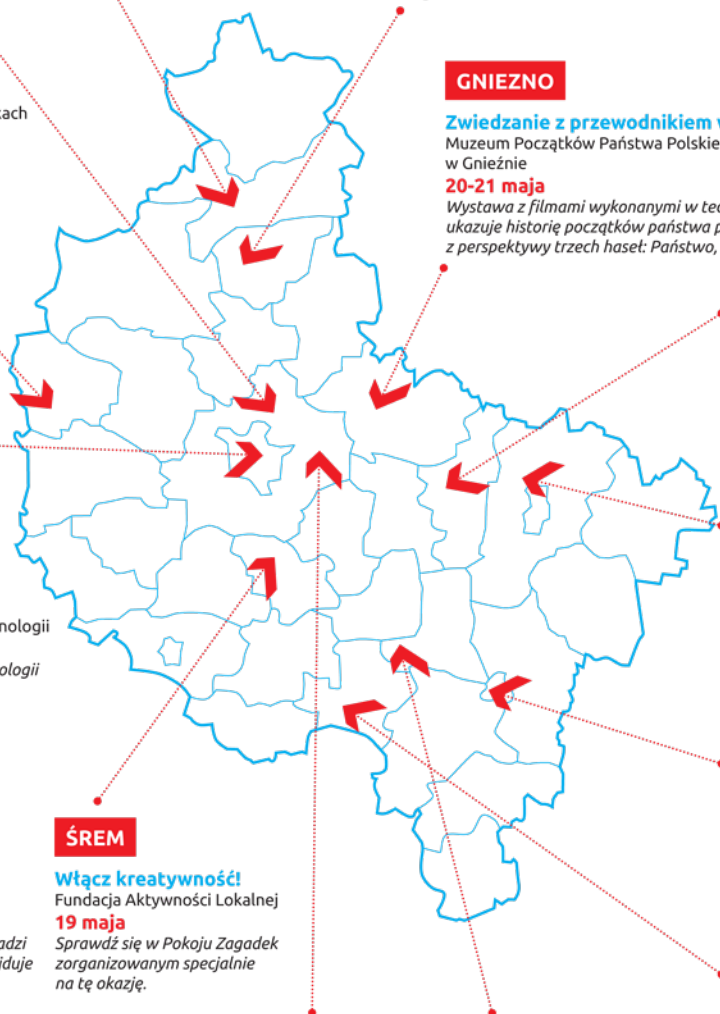 ach
GNIEZNO
Zwiedzanie z przewodnikiem
Muzeum Początków Państwa Polskie
w Gnieźnie
20-21 maja
Wystawa z filmami wykonanymi w tec
ukazuje historię początków państwa p
z perspektywy trzech haseł: Państwo,
nologii
ologii
ŚREM
Włącz kreatywność!
Fundacja Aktywności Lokalnej
19 maja
Sprawdź się w Pokoju Zagadek
zorganizowanym specjalnie
na tę okazję.
adzi
duje